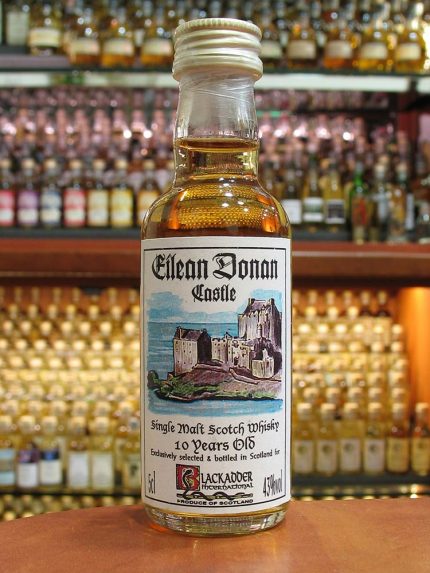 Eilean Donan
Castle
Single Malt Scotch Whisky
10 Years Old
Exclusively selected & bottled in Scotland for
5cl BLACKADDER 43%vol
International
PRODUCE OF SCOTLAND